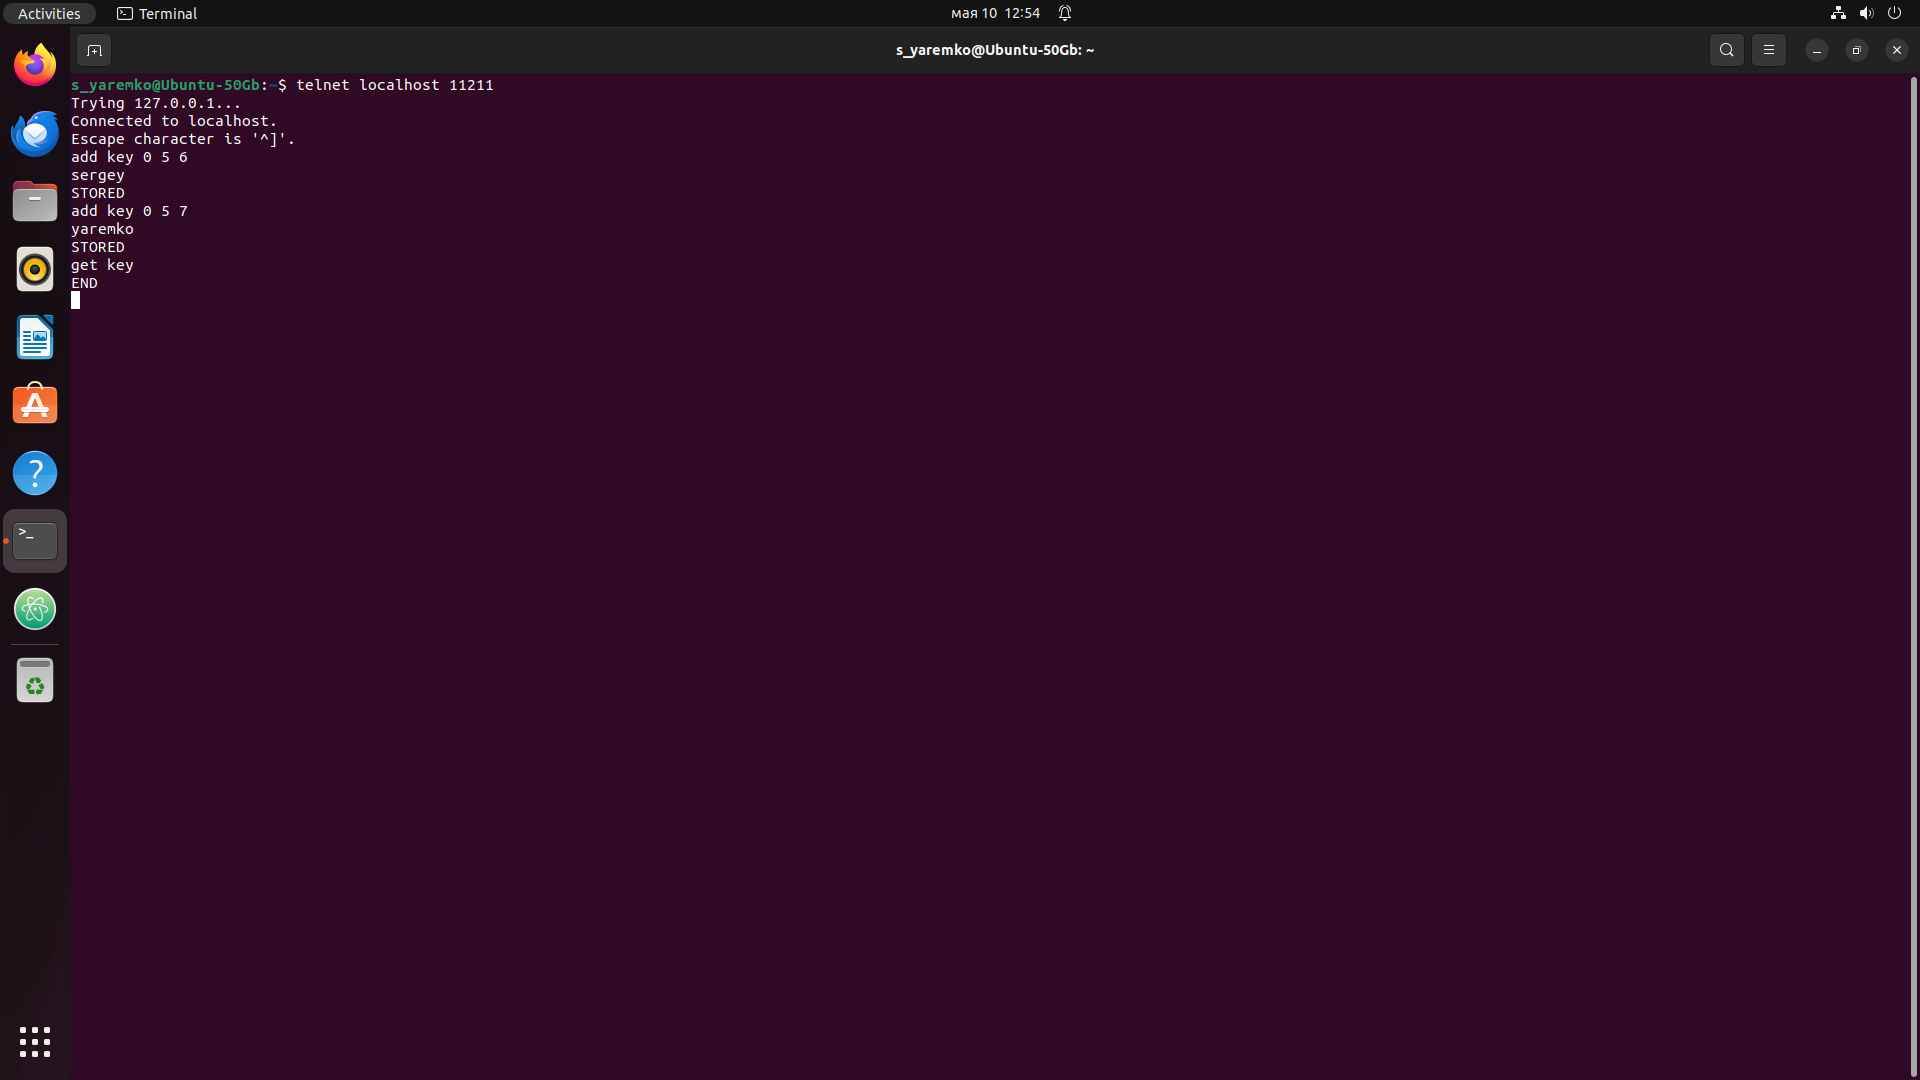 Activities
Terminal
мая 10 12:54
s_yaremko@Ubuntu-50Gb: ~
s_yaremko@Ubuntu-50Gb:~$ telnet localhost 11211
Trying 127.0.0.1...
Connected to localhost.
Escape character is '^]'.
add key 0 5 6
sergey
STORED
add key 0 5 7
yaremko
STORED
get key
END